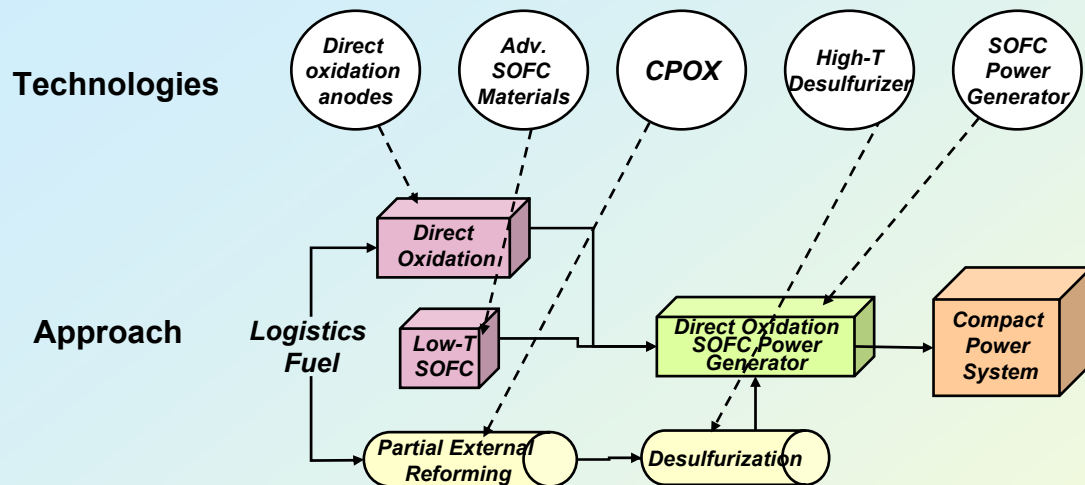 Technologies
Direct
oxidation
anodes
Adv.
SOFC
Materials
CPOX
High-T
Desulfurizer
SOFC
Power
Generator
Approach
Logistics
Fuel
Direct
Oxidation
Low-T
SOFC
Direct Oxidation
SOFC Power
Generator
Compact
Power
System
Partial External
Reforming
Desulfurization